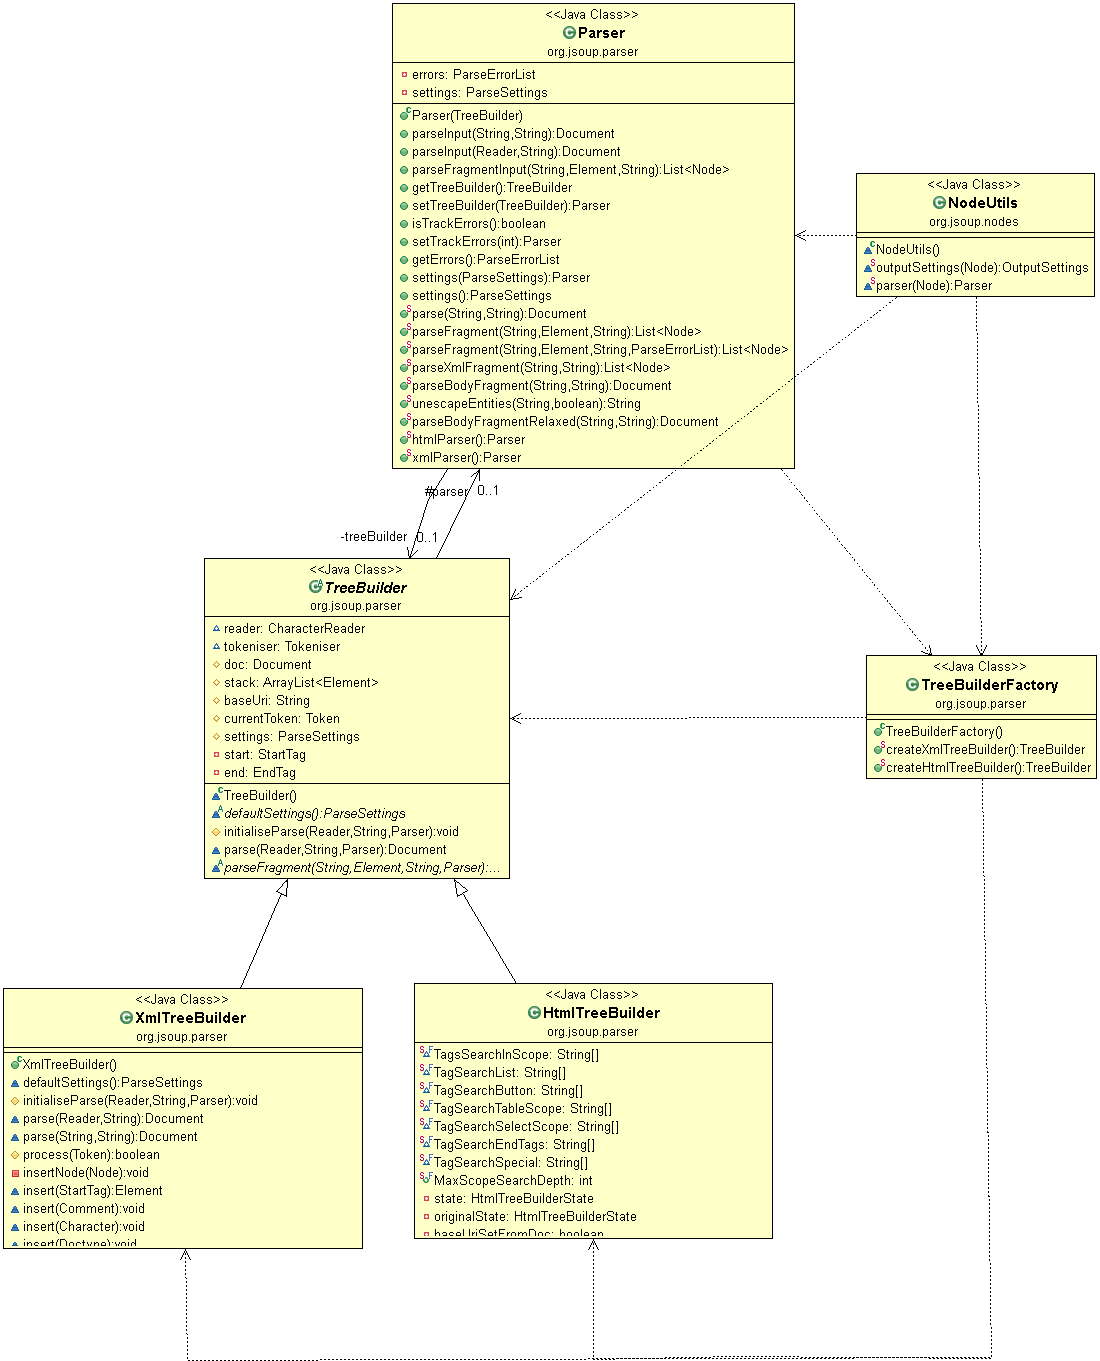 <<Java Class>>
Parser
org.jsoup.parser
errors: ParseErrorList
settings: ParseSettings
Parser(TreeBuilder)
parseInput(String,String):Document
parseInput(Reader,String):Document
parseFragmentInput(String,Element,String):List<Node>
getTreeBuilder():TreeBuilder
setTreeBuilder(TreeBuilder):Parser
isTrackErrors():boolean
setTrackErrors(int):Parser
getErrors():ParseErrorList
settings(ParseSettings):Parser
settings():ParseSettings
parse(String,String):Document
parseFragment(String,Element,String):List<Node>
parseFragment(String,Element,String,ParseErrorList):List<Node>
parseXmlFragment(String,String):List<Node>
parseBodyFragment(String,String):Document
unescapeEntities(String,boolean):String
parseBodyFragmentRelaxed(String,String):Document
htmlParser():Parser
xmlParser():Parser
<<Java Class>>
NodeUtils
org.jsoup.nodes
NodeUtils()
outputSettings(Node):OutputSettings
parser(Node):Parser
#parser 0..1
-treeBuilder 0..1
<<Java Class>>
TreeBuilder
org.jsoup.parser
reader: CharacterReader
tokeniser: Tokeniser
doc: Document
stack: ArrayList<Element>
baseUri: String
currentToken: Token
settings: ParseSettings
start: StartTag
end: EndTag
TreeBuilder()
defaultSettings():ParseSettings
initialiseParse(Reader,String,Parser):void
parse(Reader,String,Parser):Document
parseFragment(String,Element,String,Parser):...
<<Java Class>>
TreeBuilderFactory
org.jsoup.parser
TreeBuilderFactory()
createXmlTreeBuilder():TreeBuilder
createHtmlTreeBuilder():TreeBuilder
<<Java Class>>
XmlTreeBuilder
org.jsoup.parser
XmlTreeBuilder()
defaultSettings():ParseSettings
initialiseParse(Reader,String,Parser):void
parse(Reader,String):Document
parse(String,String):Document
process(Token):boolean
insertNode(Node):void
insert(StartTag):Element
insert(Comment):void
insert(Character):void
insert(Doctype):void
<<Java Class>>
HtmlTreeBuilder
org.jsoup.parser
TagsSearchInScope: String[]
TagSearchList: String[]
TagSearchButton: String[]
TagSearchTableScope: String[]
TagSearchSelectScope: String[]
TagSearchEndTags: String[]
TagSearchSpecial: String[]
MaxScopeSearchDepth: int
state: HtmlTreeBuilderState
originalState: HtmlTreeBuilderState
baseUriSetFromDoc: boolean